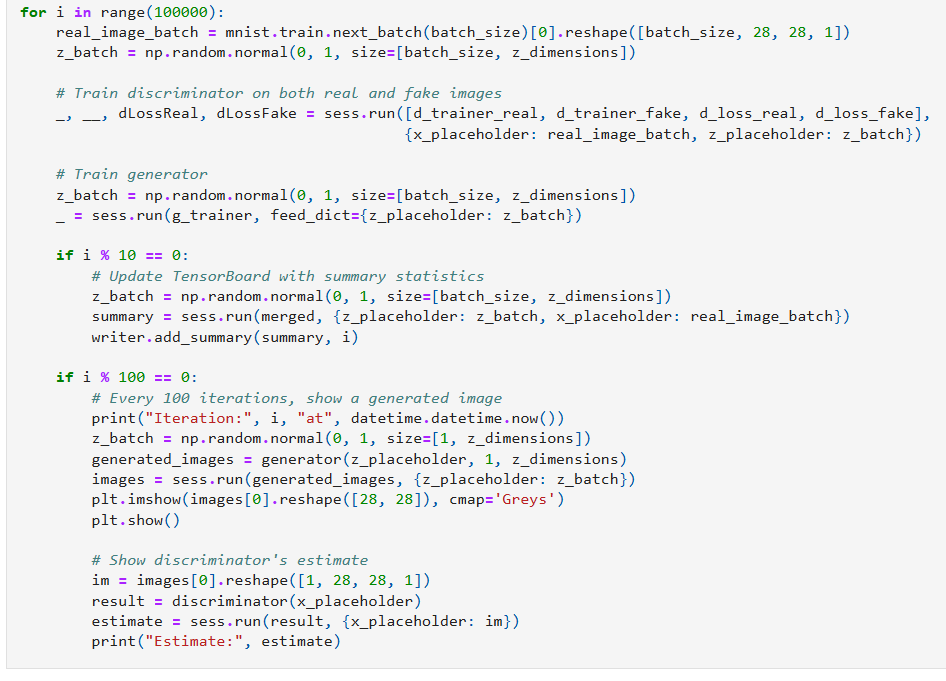 for i in range(100000):
    real_image_batch = mnist.train.next_batch(batch_size)[0].reshape([batch_size, 28, 28, 1])
    z_batch = np.random.normal(0, 1, size=[batch_size, z_dimensions])

    # Train discriminator on both real and fake images
    _, __, dLossReal, dLossFake = sess.run([d_trainer_real, d_trainer_fake, d_loss_real, d_loss_fake],
                                           {x_placeholder: real_image_batch, z_placeholder: z_batch})

    # Train generator
    z_batch = np.random.normal(0, 1, size=[batch_size, z_dimensions])
    _ = sess.run(g_trainer, feed_dict={z_placeholder: z_batch})

    if i % 10 == 0:
        # Update TensorBoard with summary statistics
        z_batch = np.random.normal(0, 1, size=[batch_size, z_dimensions])
        summary = sess.run(merged, {z_placeholder: z_batch, x_placeholder: real_image_batch})
        writer.add_summary(summary, i)

    if i % 100 == 0:
        # Every 100 iterations, show a generated image
        print("Iteration:", i, "at", datetime.datetime.now())
        z_batch = np.random.normal(0, 1, size=[1, z_dimensions])
        generated_images = generator(z_placeholder, 1, z_dimensions)
        images = sess.run(generated_images, {z_placeholder: z_batch})
        plt.imshow(images[0].reshape([28, 28]), cmap='Greys')
        plt.show()

        # Show discriminator's estimate
        im = images[0].reshape([1, 28, 28, 1])
        result = discriminator(x_placeholder)
        estimate = sess.run(result, {x_placeholder: im})
        print("Estimate:", estimate)